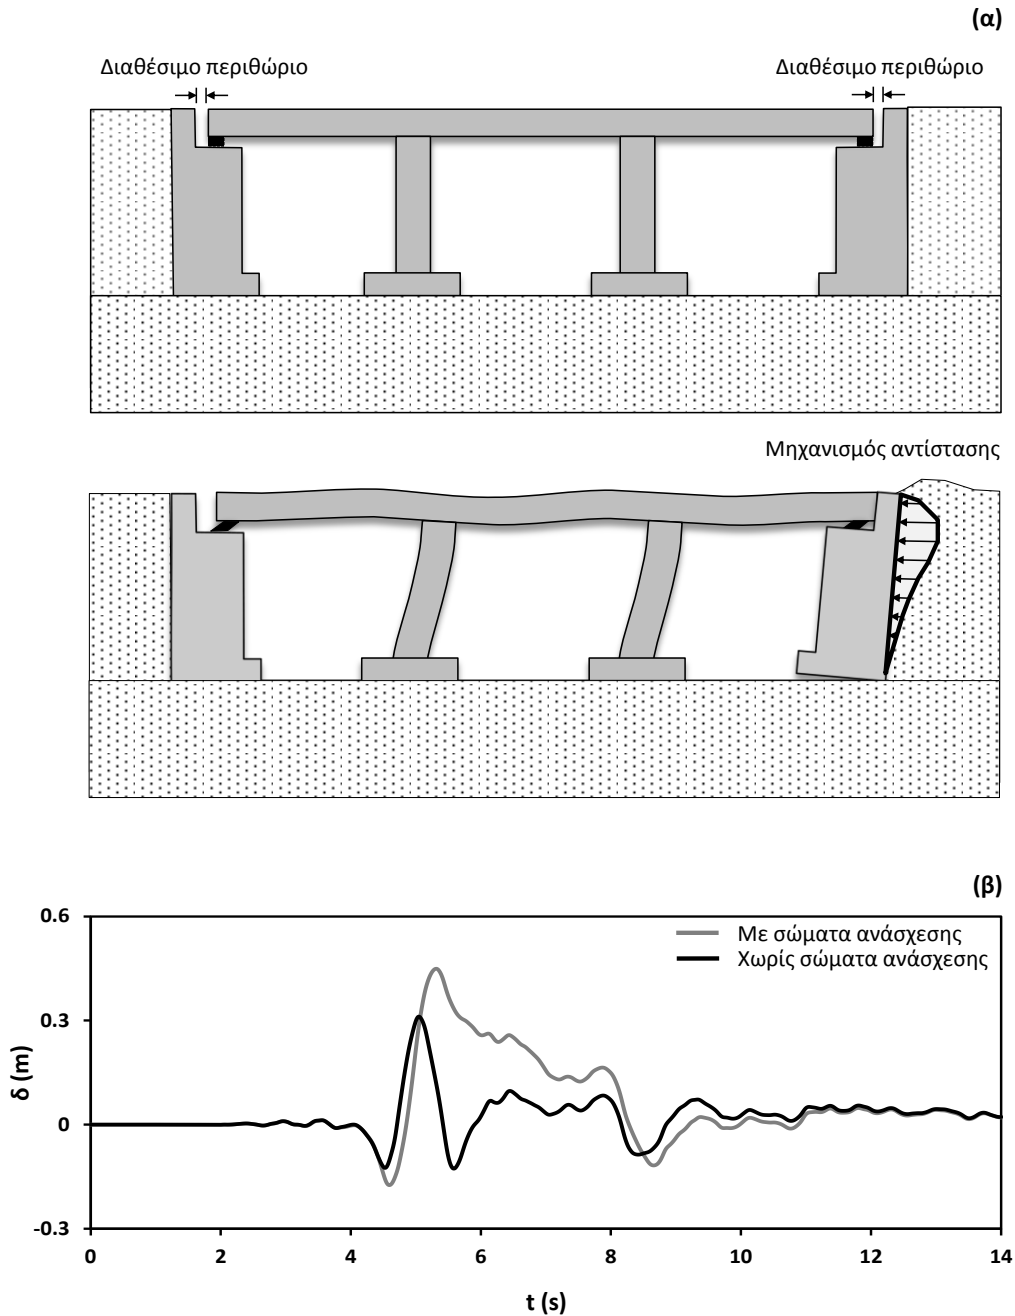 (α)
Διαθέσιμο περιθώριο
Διαθέσιμο περιθώριο
Μηχανισμός αντίστασης
(β)
0.6
0.3
0
-0.3
δ (m)
Με σώματα ανάσχεσης
Χωρίς σώματα ανάσχεσης
0 2 4 6 8 10 12 14
t (s)